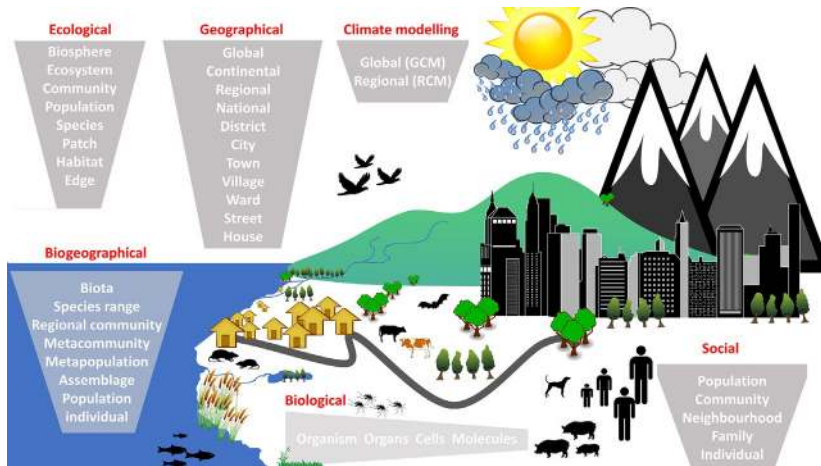 Ecological
Biosphere
Ecosystem
Community
Population
Species
Patch
Habitat
Edge
Geographical
Global
Continental
Regional
National
District
City
Town
Village
Ward
Street
House
Climate modelling
Global (GCM)
Regional (RCM)
Biogeographical
Biota
Species range
Regional community
Metacommunity
Metapopulation
Assemblage
Population
individual
Biological
Organism Organs Cells Molecules
Social
Population
Community
Neighbourhood
Family
Individual